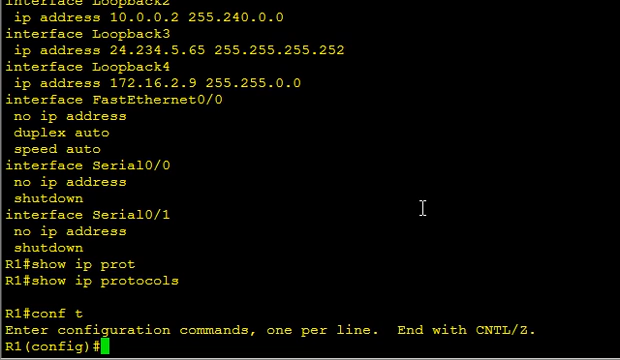 interface Loopback2
 ip address 10.0.0.2 255.240.0.0
interface Loopback3
 ip address 24.234.5.65 255.255.255.252
interface Loopback4
 ip address 172.16.2.9 255.255.0.0
interface FastEthernet0/0
 no ip address
 duplex auto
 speed auto
interface Serial0/0
 no ip address
 shutdown
interface Serial0/1
 no ip address
 shutdown
R1#show ip prot
R1#show ip protocols
R1#conf t
Enter configuration commands, one per line.  End with CNTL/Z.
R1(config)#